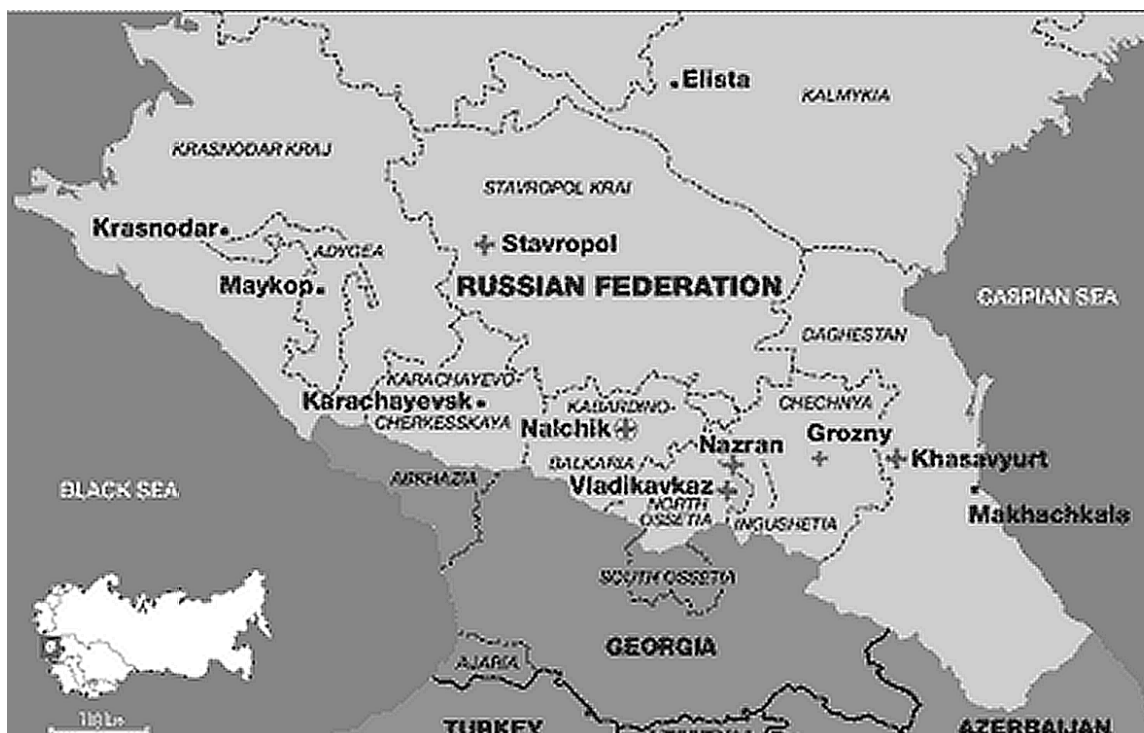 Elista
KALMYKIA
KRASNODAR KRAJ
STAVROPOL KRAI
Krasnodar
ADYGEA
Stavropol
Maykop
RUSSIAN FEDERATION
CASPIAN SEA
DAGHESTAN
KARACHAYEVO-
Karachayevsk
CHERKESSKAYA
KABARDINO-
CHECHNYA
Nalchik
Nazran
Grozny
Khasavyurt
BALKARIA
ABKHAZIA
BLACK SEA
Vladikavkaz
NORTH
OSSETIA
INGUSHETIA
Makhachkala
SOUTH OSSETIA
GEORGIA
AJARIA
TURKEY
AZERBAIJAN